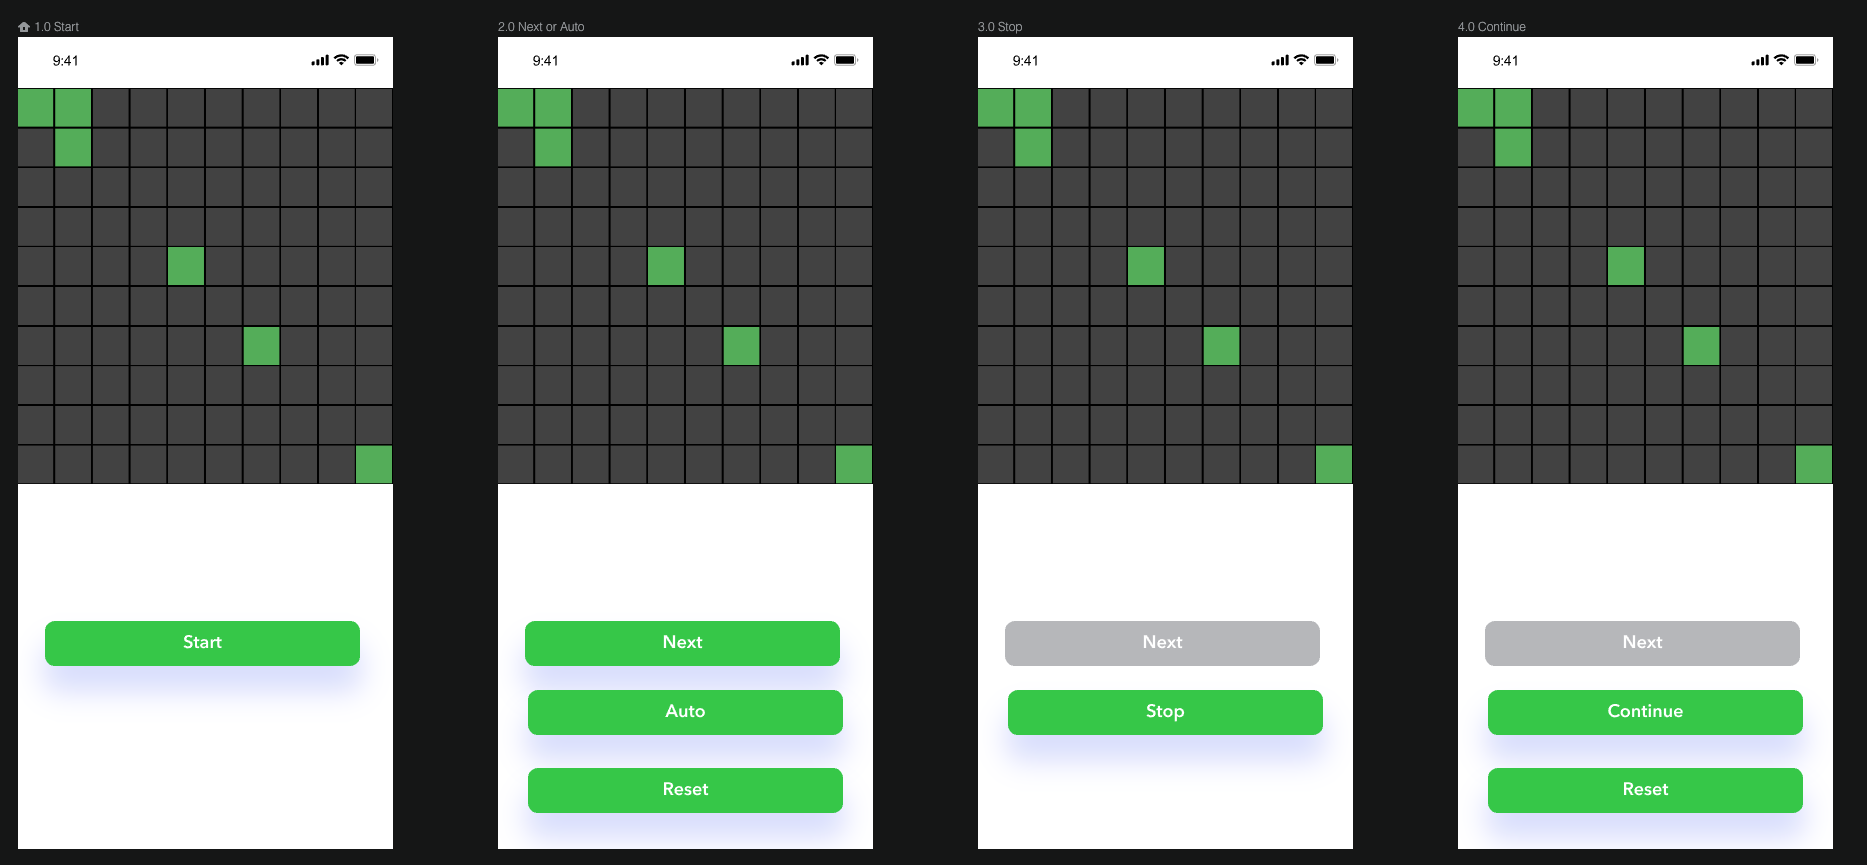 1.0 Start
9:41
Start
2.0 Next or Auto
9:41
Next
Auto
Reset
3.0 Stop
9:41
Next
Stop
4.0 Continue
9:41
Next
Continue
Reset